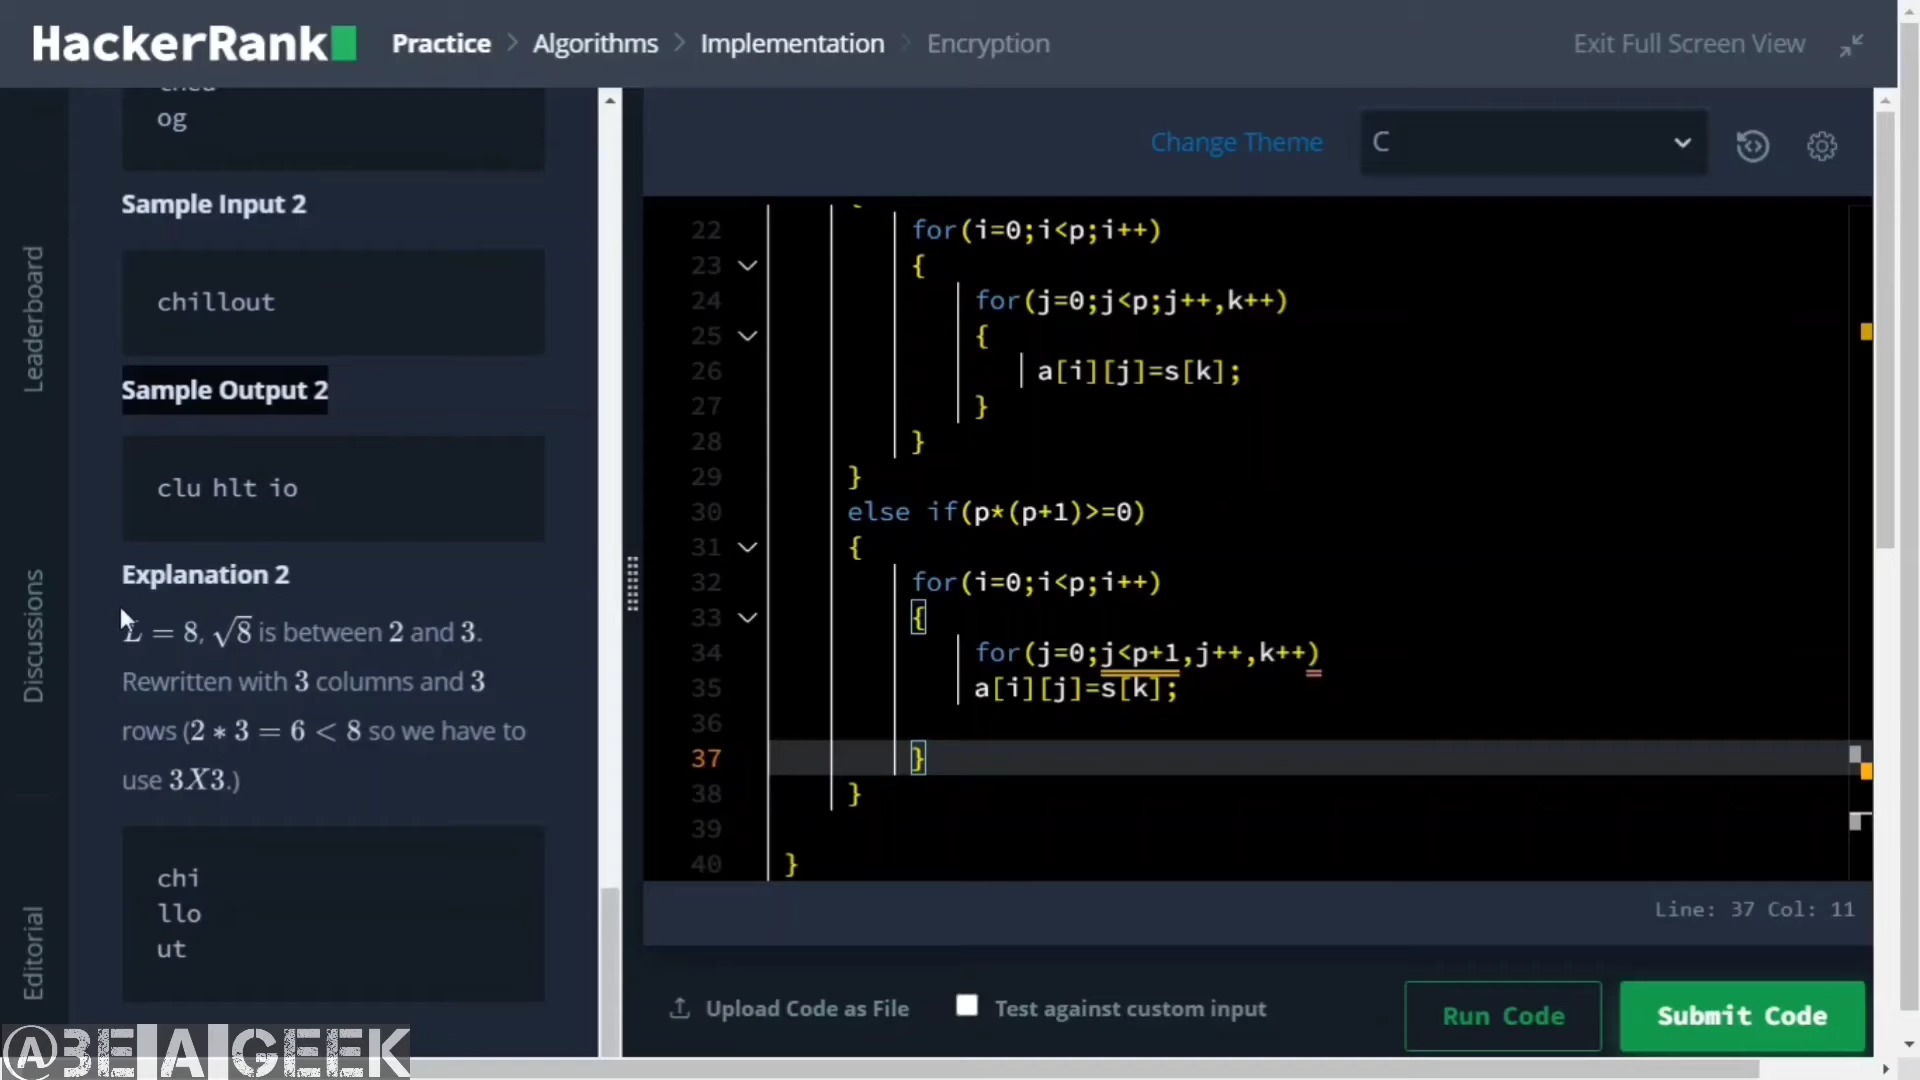 HackerRank Practice > Algorithms > Implementation > Encryption Exit Full Screen View
Leaderboard
Discussions
Editorial
og
Sample Input 2
chillout
Sample Output 2
clu hlt io
Explanation 2
L = 8, √8 is between 2 and 3.
Rewritten with 3 columns and 3
rows (2 * 3 = 6 < 8 so we have to
use 3X3.)
chi
llo
ut
Change Theme C
22 for(i=0;i<p;i++)
23 {
24 for(j=0;j<p;j++,k++)
25 {
26 a[i][j]=s[k];
27 }
28 }
29 }
30 else if(p*(p+1)>=0)
31 {
32 for(i=0;i<p;i++)
33 {
34 for(j=0;j<p+1,j++,k++)
35 a[i][j]=s[k];
36
37 }
38 }
39
40 }
Line: 37 Col: 11
Upload Code as File Test against custom input Run Code Submit Code
@BE A GEEK